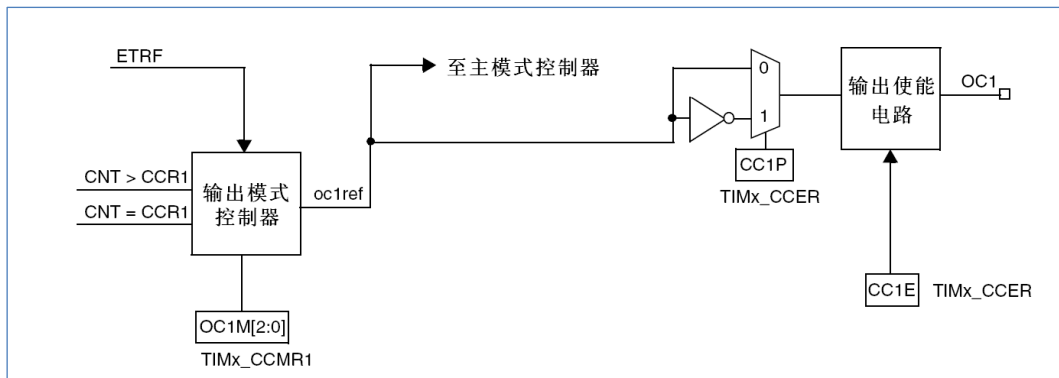 ETRF
至主模式控制器
0
1
输出使能
电路
OC1
CNT > CCR1
CNT = CCR1
输出模式
控制器
oc1ref
CC1P
TIMx_CCER
CC1E
TIMx_CCER
OC1M[2:0]
TIMx_CCMR1